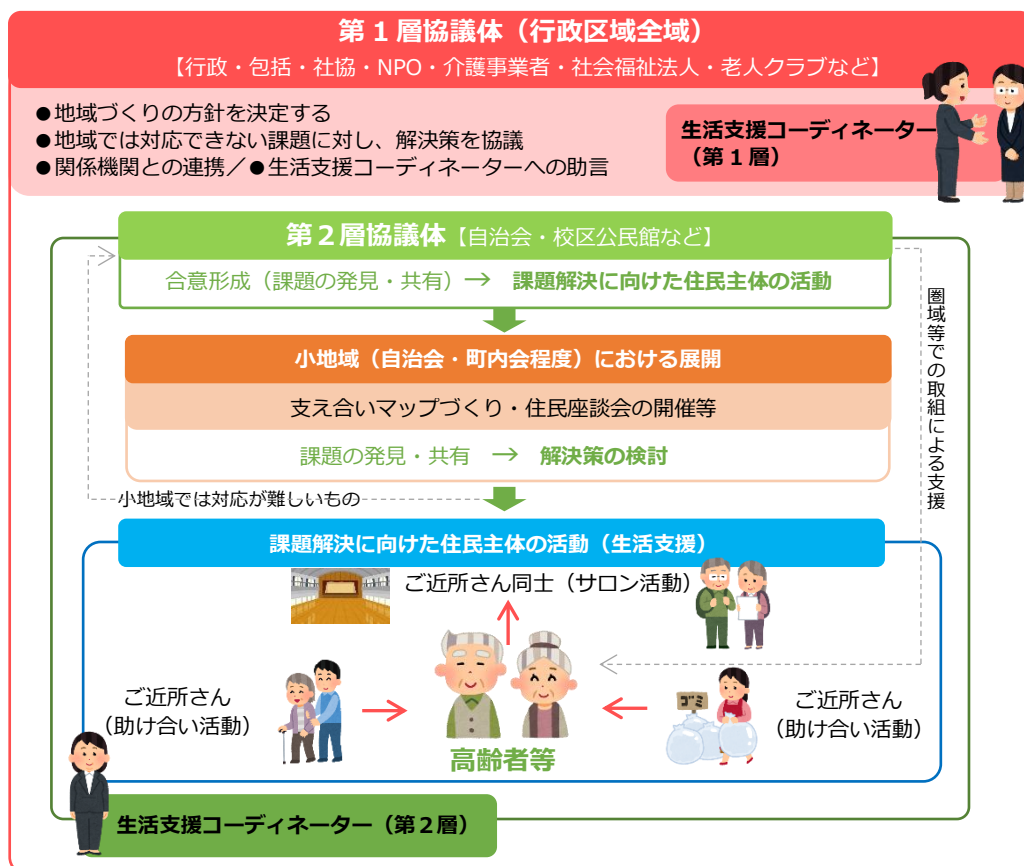 第1層協議体（行政区域全域）
【行政・包括・社協・NPO・介護事業者・社会福祉法人・老人クラブなど】
●地域づくりの方針を決定する
●地域では対応できない課題に対し、解決策を協議
●関係機関との連携／●生活支援コーディネーターへの助言
生活支援コーディネーター
（第１層）
第２層協議体【自治会・校区公民館など】
合意形成（課題の発見・共有）→ 課題解決に向けた住民主体の活動
圏域等での取組による支援
小地域（自治会・町内会程度）における展開
支え合いマップづくり・住民座談会の開催等
課題の発見・共有 → 解決策の検討
小地域では対応が難しいもの
課題解決に向けた住民主体の活動（生活支援）
ご近所さん同士（サロン活動）
ご近所さん
（助け合い活動）
ゴミ
ご近所さん
（助け合い活動）
高齢者等
生活支援コーディネーター（第２層）